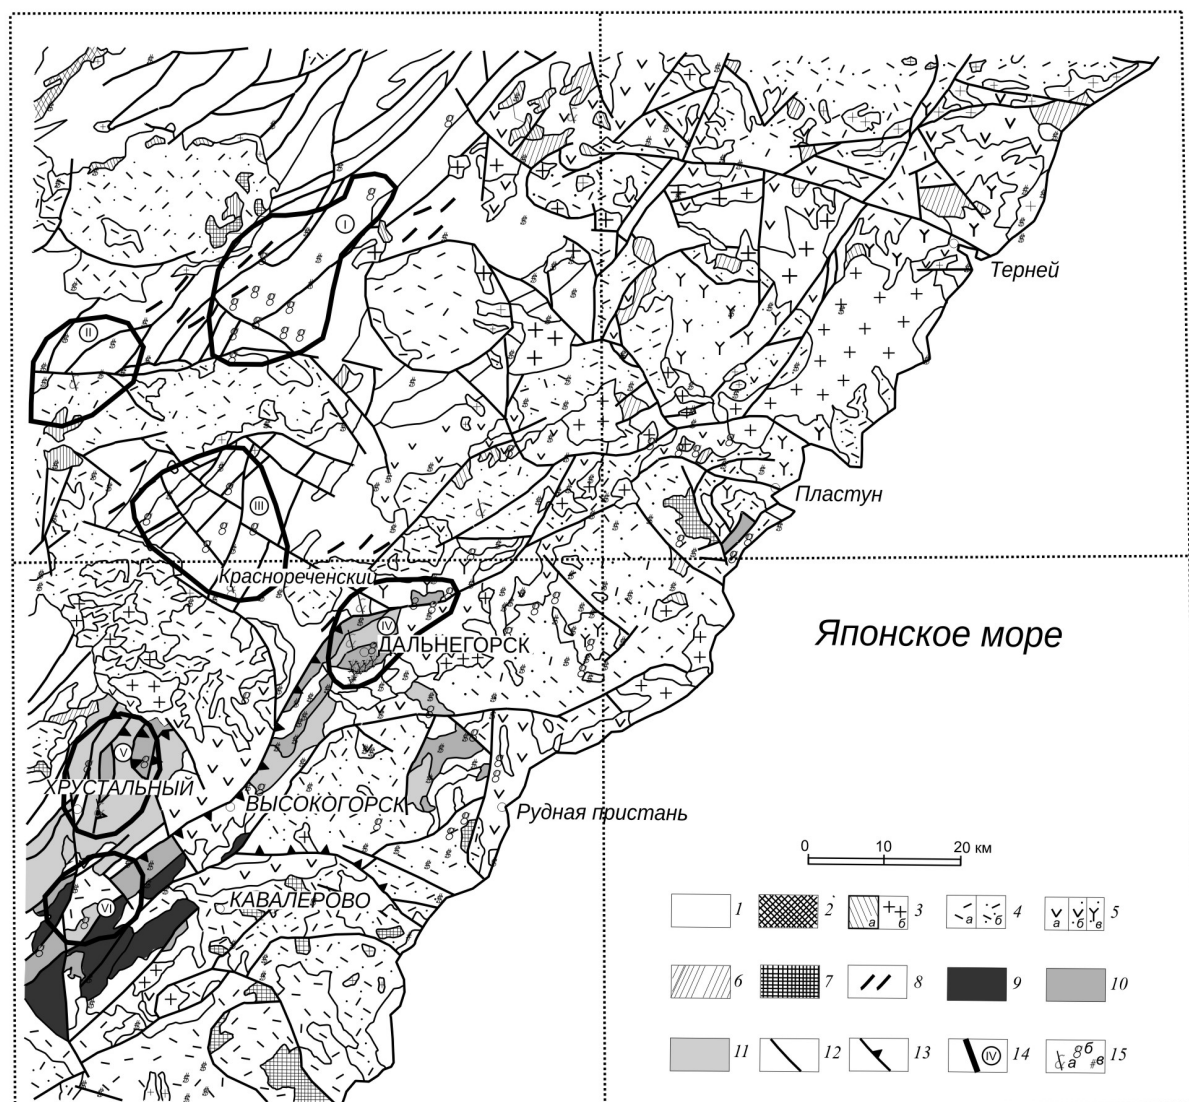 I
Терней
II
Пластун
III
Краснореченский
IV
ДАЛЬНЕГОРСК
Японское море
V
ХРУСТАЛЬНЫЙ
ВЫСОКОГОРСК
Рудная пристань
0 10 20 км
КАВАЛЕРОВО
VI
1
2
а б 3
а б 4
а б в 5
6
7
8
9
10
11
12
13
IV 14
а б в 15